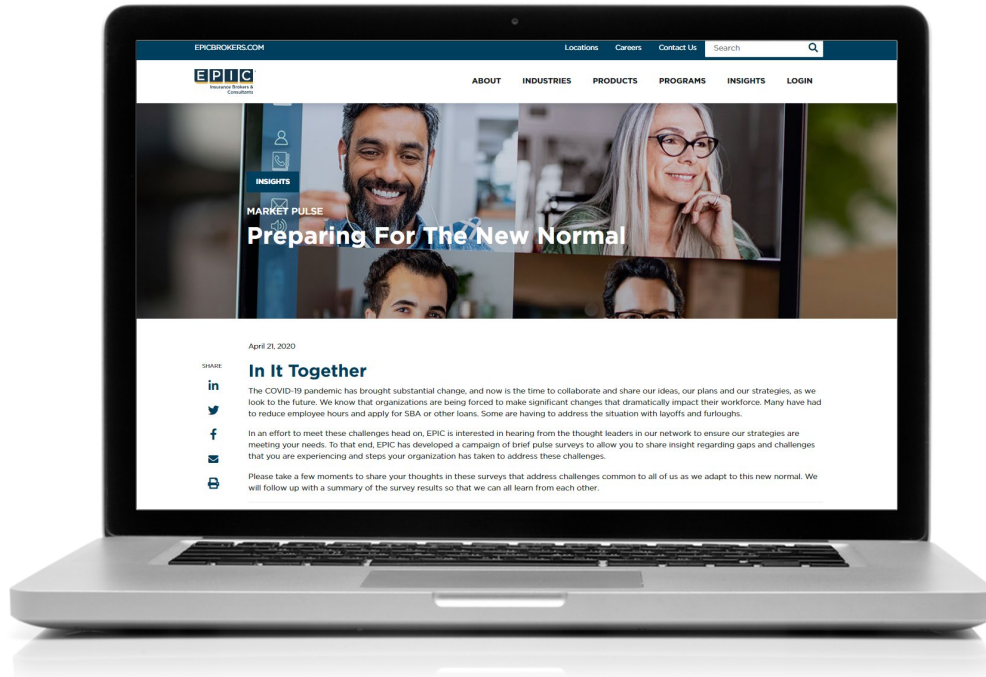 EPICBROKERS.COM Locations Careers Contact Us Search
EPIC
Insurance Brokers &
Consultants
ABOUT INDUSTRIES PRODUCTS PROGRAMS INSIGHTS LOGIN
INSIGHTS
MARKET PULSE
Preparing For The New Normal
April 21, 2020
SHARE
In It Together
The COVID-19 pandemic has brought substantial change, and now is the time to collaborate and share our ideas, our plans and our strategies, as we
look to the future. We know that organizations are being forced to make significant changes that dramatically impact their workforce. Many have had
to reduce employee hours and apply for SBA or other loans. Some are having to address the situation with layoffs and furloughs.
In an effort to meet these challenges head on, EPIC is interested in hearing from the thought leaders in our network to ensure our strategies are
meeting your needs. To that end, EPIC has developed a campaign of brief pulse surveys to allow you to share insight regarding gaps and challenges
that you are experiencing and steps your organization has taken to address these challenges.
Please take a few moments to share your thoughts in these surveys that address challenges common to all of us as we adapt to this new normal. We
will follow up with a summary of the survey results so that we can all learn from each other.